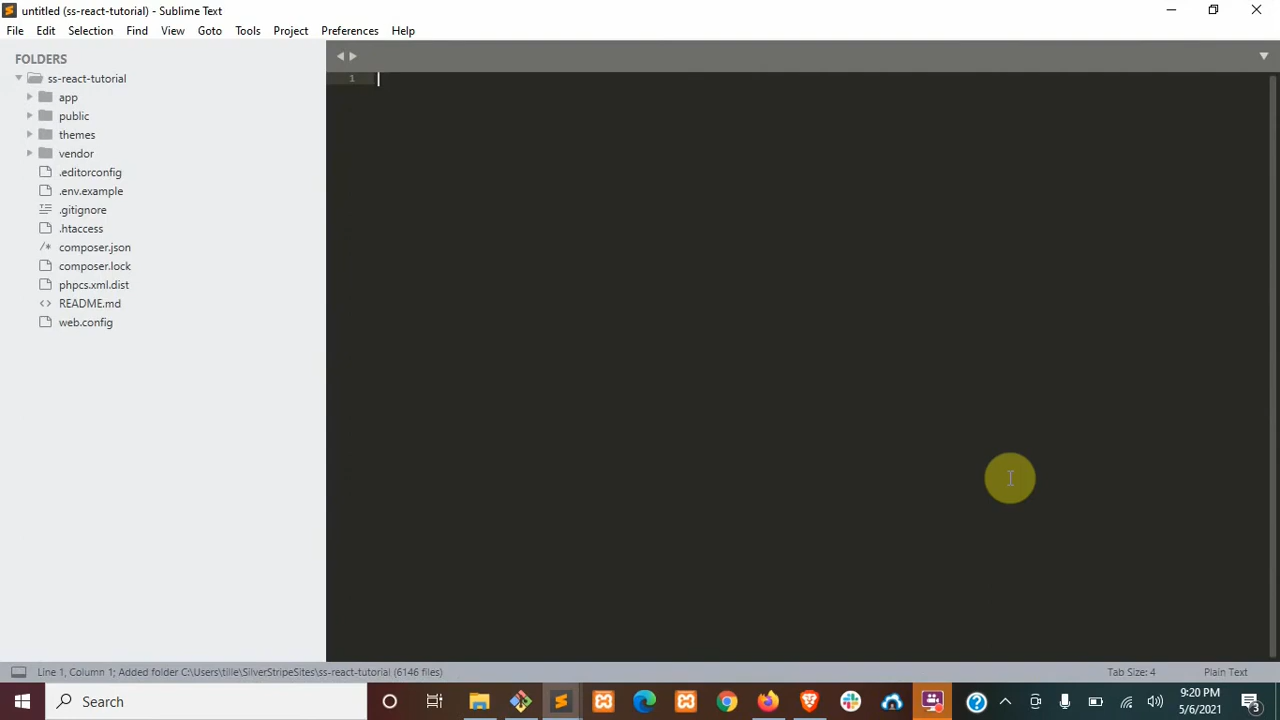 untitled (ss-react-tutorial) - Sublime Text
File Edit Selection Find View Goto Tools Project Preferences Help
FOLDERS
ss-react-tutorial
app
public
themes
vendor
.editorconfig
.env.example
.gitignore
.htaccess
/* composer.json
composer.lock
phpcs.xml.dist
<> README.md
web.config
1
Line 1, Column 1; Added folder C:\Users\tille\SilverStripeSites\ss-react-tutorial (6146 files)
Tab Size: 4
Plain Text
Search
9:20 PM
5/6/2021
3